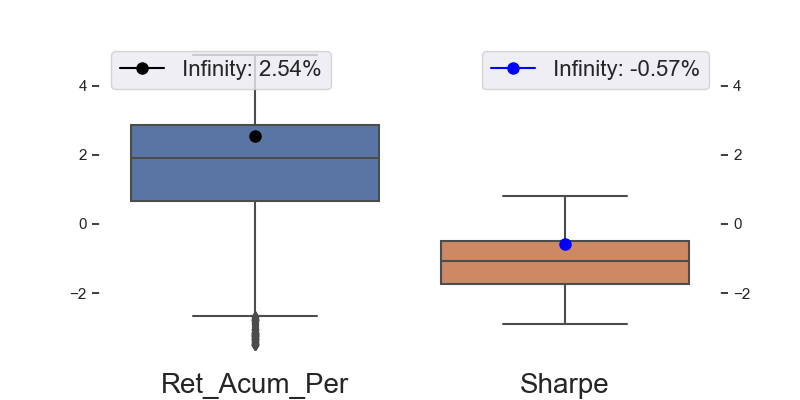 Infinity: 2.54%
Infinity: -0.57%
4
2
0
−2
4
2
0
−2
Ret_Acum_Per
Sharpe